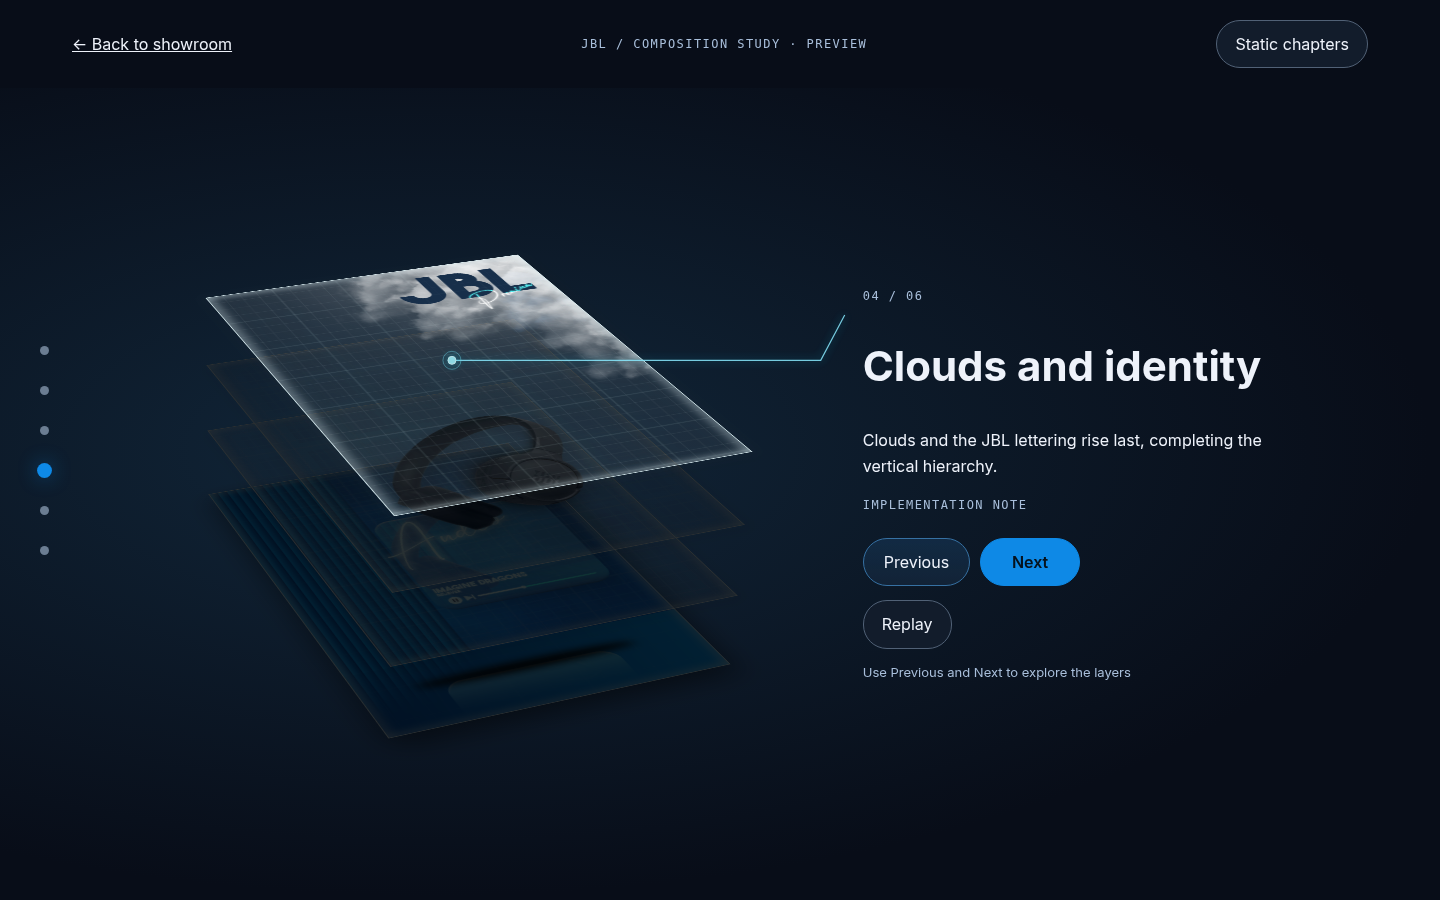 ← Back to showroom
JBL / COMPOSITION STUDY · PREVIEW
Static chapters
JBL
04 / 06
Clouds and identity
Clouds and the JBL lettering rise last, completing the
vertical hierarchy.
IMPLEMENTATION NOTE
Previous
Next
IMAGINE DRAGONS
Replay
Use Previous and Next to explore the layers